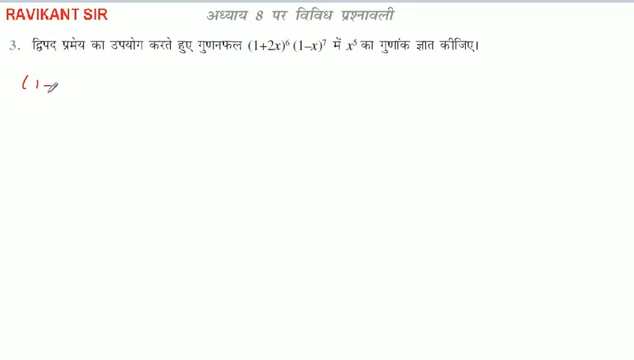 RAVIKANT SIR
अध्याय 8 पर विविध प्रश्नावली
3. द्विपद प्रमेय का उपयोग करते हुए गुणनफल (1+2x)⁶ (1–x)⁷ में x⁵ का गुणांक ज्ञात कीजिए।
(1-